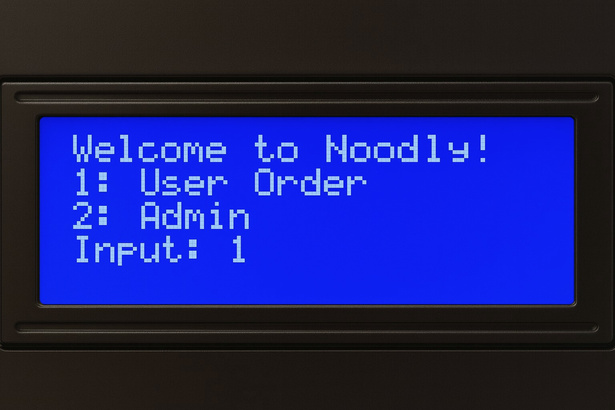 Welcome to Noodly!
1: User Order
2: Admin
Input: 1